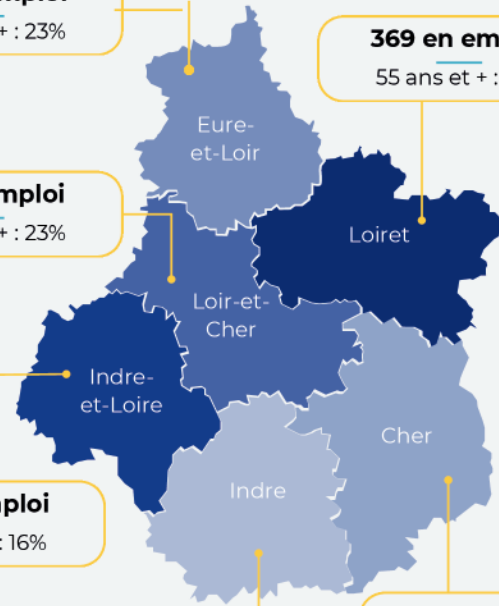 + : 23%
369 en em
55 ans et + :
Eure-
et-Loir
mploi
+ : 23%
Loiret
Loir-et-
Cher
Indre-
et-Loire
Cher
Indre
ploi
: 16%